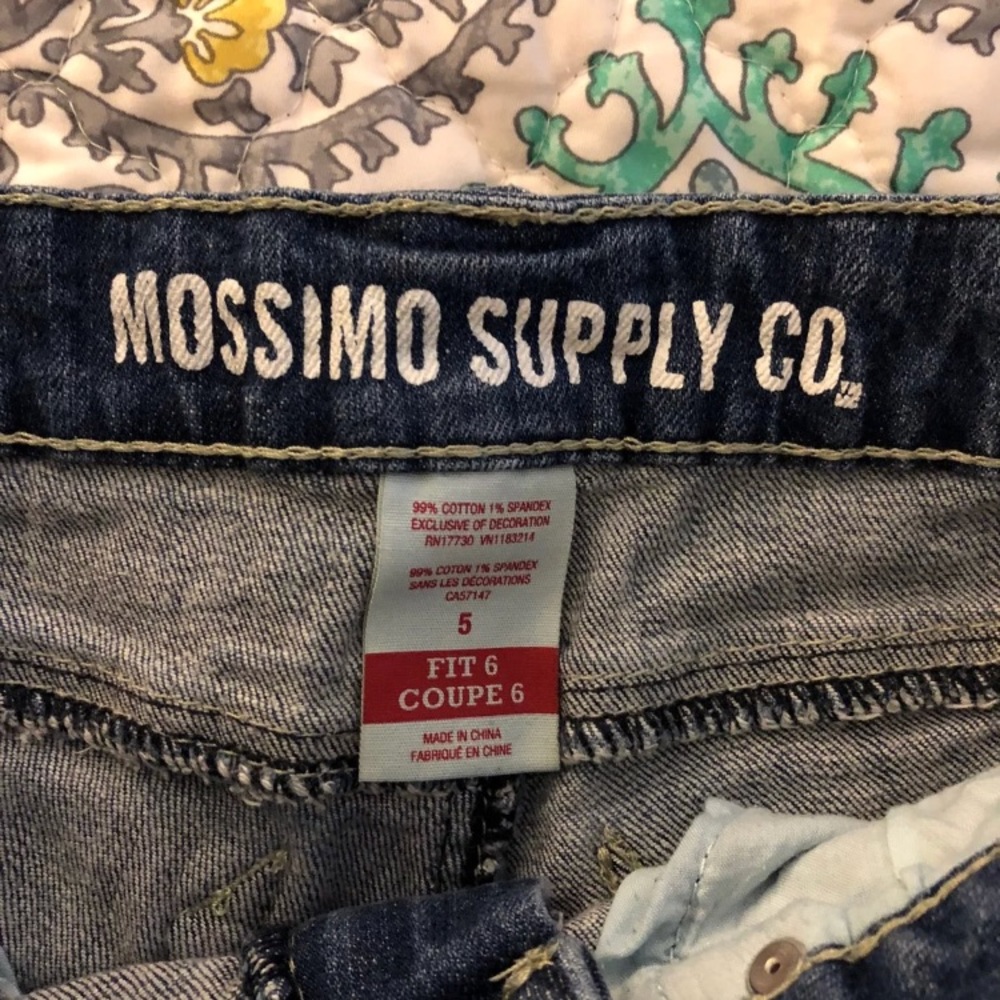 MOSSIMO SUPPLY CO.
99% COTTON 1% SPANDEX
EXCLUSIVE OF DECORATION
RN17730 VN1183214
99% COTON 1% SPANDEX
SANS LES DÉCORATIONS
CA57147
5
FIT 6
COUPE 6
MADE IN CHINA
FABRIQUÉ EN CHINE